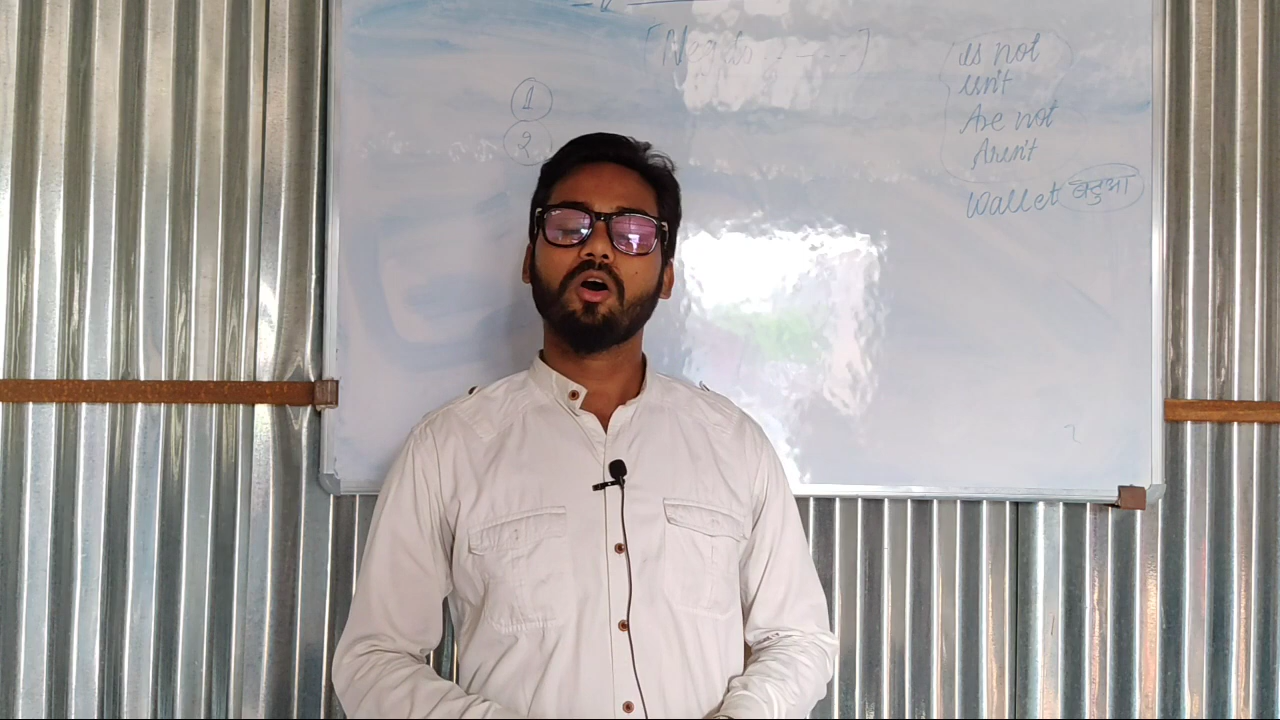 1
2
is not
isn't
Are not
Aren't
Wallet बटुआ